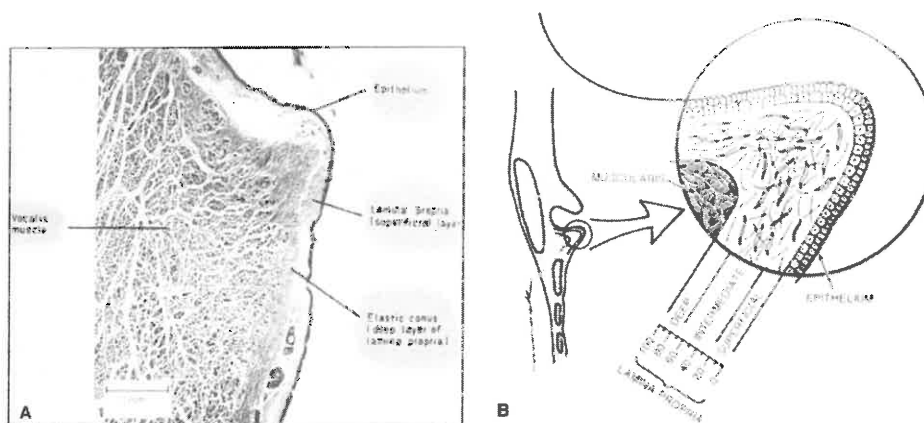 Epithelium
Vocalis
muscle
Lamina propria
(superficial layer)
Elastic conus
(deep layer of
lamina propria)
A
B
MUSCULARIS
EPITHELIUM
DEEP
INTERMEDIATE
SUPERFICIAL
LAMINA PROPRIA